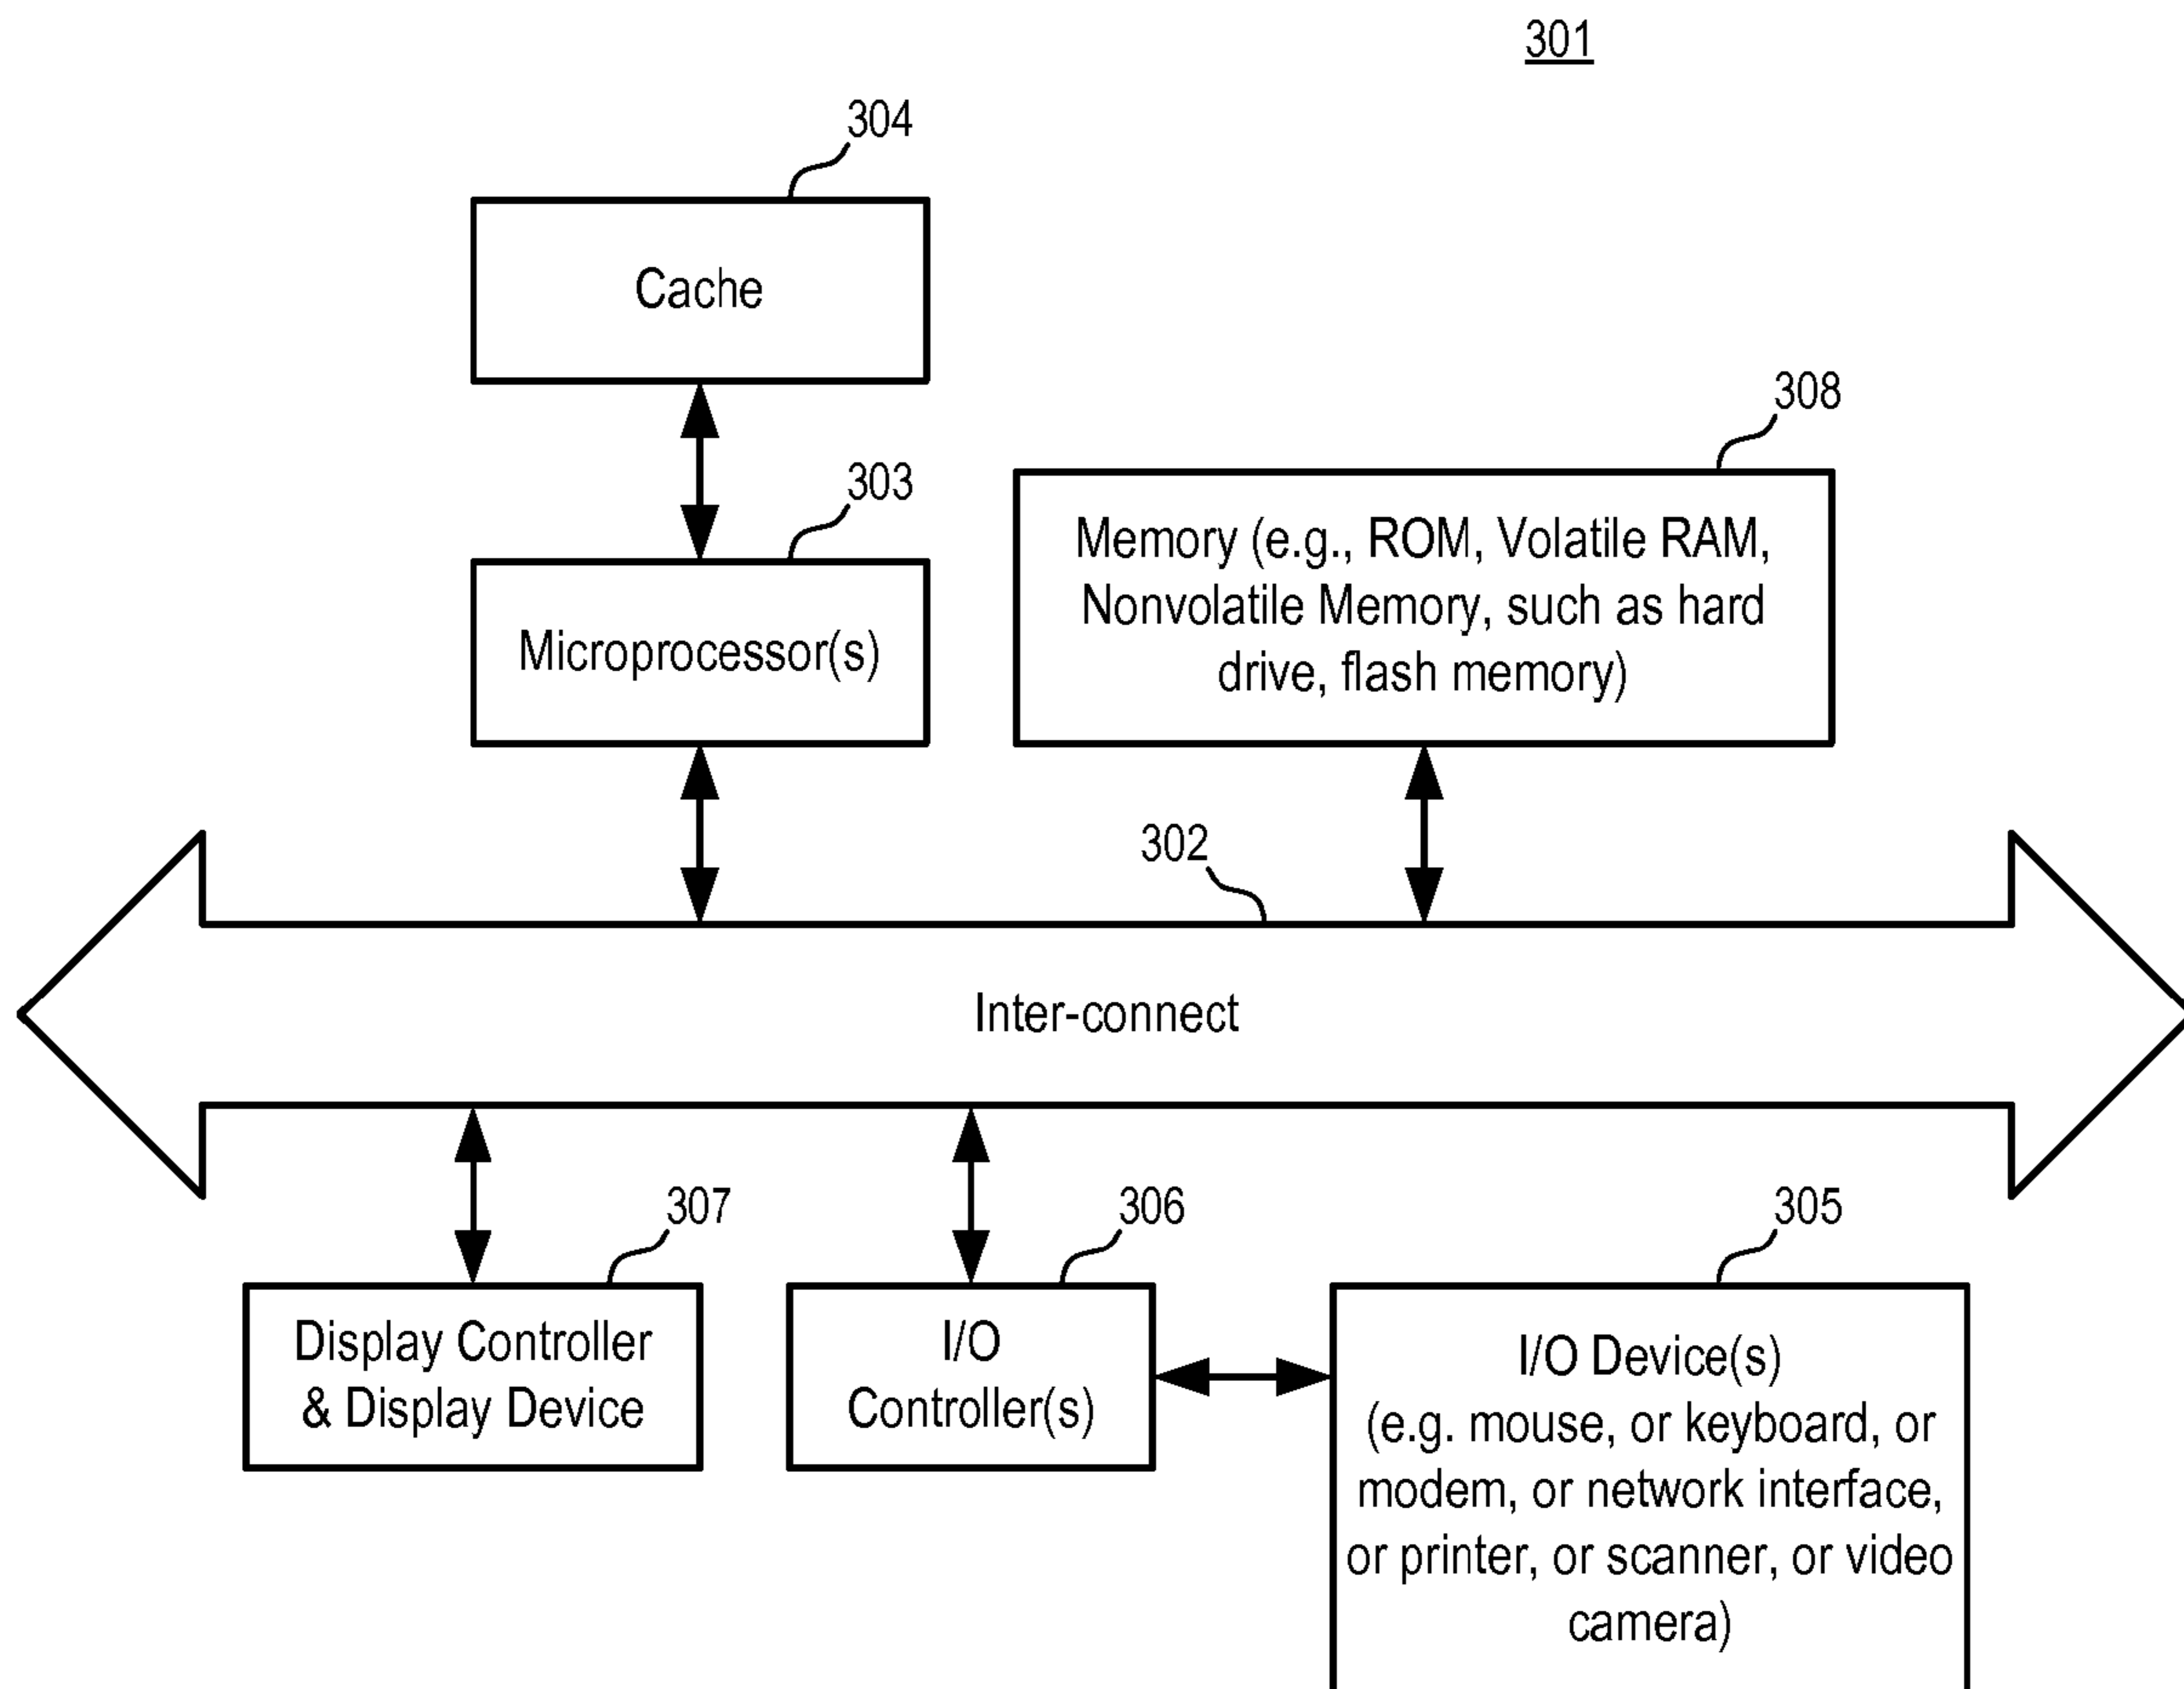 301
304
Cache
308
303
Memory (e.g., ROM, Volatile RAM,
Nonvolatile Memory, such as hard
drive, flash memory)
Microprocessor(s)
302
Inter-connect
307
306
305
Display Controller
& Display Device
I/O
Controller(s)
I/O Device(s)
(e.g. mouse, or keyboard, or
modem, or network interface,
or printer, or scanner, or video
camera)